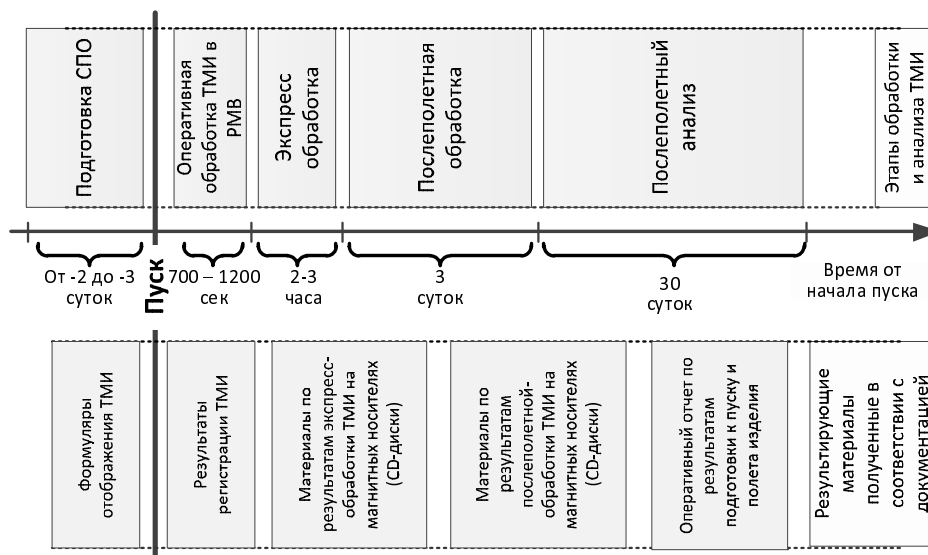 Подготовка СПО
Оперативная
обработка ТМИ в
РМВ
Экспресс
обработка
Послеполетная
обработка
Послеполетный
анализ
Этапы обработки
и анализа ТМИ
От -2 до -3
суток
Пуск
700 – 1200
сек
2-3
часа
3
суток
30
суток
Время от
начала пуска
Формуляры
отображения ТМИ
Результаты
регистрации ТМИ
Материалы по
результатам экспресс-
обработки ТМИ на
магнитных носителях
(CD-диски)
Материалы по
результатам
послеполетной-
обработки ТМИ на
магнитных носителях
(CD-диски)
Оперативный отчет по
результатам
подготовки к пуску и
полета изделия
Результирующие
материалы
полученные в
соответствии с
документацией